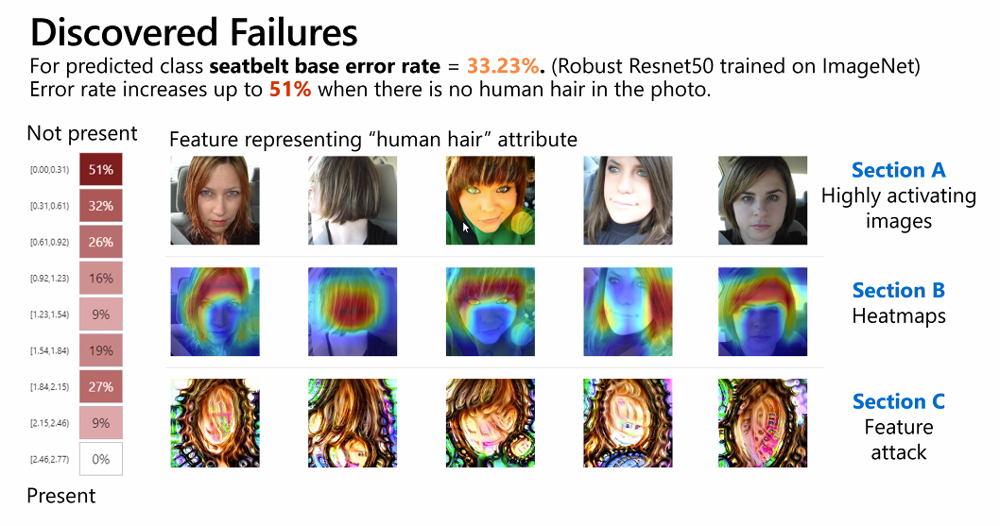 Discovered Failures
For predicted class seatbelt base error rate = 33.23%. (Robust Resnet50 trained on ImageNet)
Error rate increases up to 51% when there is no human hair in the photo.
Not present
Feature representing “human hair” attribute
[0.00,0.31) 51%
[0.31,0.61) 32%
[0.61,0.92) 26%
[0.92,1.23) 16%
[1.23,1.54) 9%
[1.54,1.84) 19%
[1.84,2.15) 27%
[2.15,2.46) 9%
[2.46,2.77) 0%
Present
Section A
Highly activating
images
Section B
Heatmaps
Section C
Feature
attack